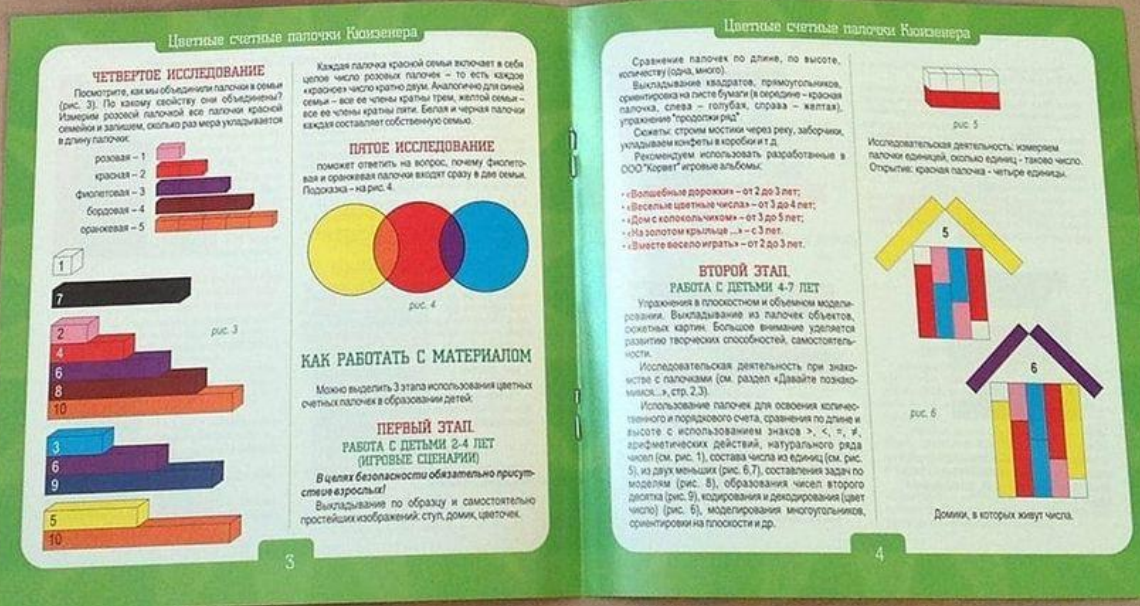 Цветные счетные палочки Кюизенера
ЧЕТВЕРТОЕ ИССЛЕДОВАНИЕ
Посмотрите, как мы объединили палочки в семьи
(рис. 3). По какому свойству они объединены?
Измерим розовой палочкой все палочки красной
семейки и запишем, сколько раз мера укладывается
в длину палочки:
розовая – 1
красная – 2
фиолетовая – 3
бордовая – 4
оранжевая – 5
1
7
рис. 3
2
4
6
8
10
3
6
9
5
10
Каждая палочка красной семьи включает в себя
целое число розовых палочек – то есть каждое
«красное» число кратно двум. Аналогично для синей
семьи – все ее члены кратны трем, желтой семьи –
все ее члены кратны пяти. Белая и черная палочки
каждая составляет собственную семью.
ПЯТОЕ ИССЛЕДОВАНИЕ
поможет ответить на вопрос, почему фиолето-
вая и оранжевая палочки входят сразу в две семьи.
Подсказка – на рис. 4.
рис. 4
КАК РАБОТАТЬ С МАТЕРИАЛОМ
Можно выделить 3 этапа использования цветных
счетных палочек в образовании детей:
ПЕРВЫЙ ЭТАП.
РАБОТА С ДЕТЬМИ 2-4 ЛЕТ
(ИГРОВЫЕ СЦЕНАРИИ)
В целях безопасности обязательно присут-
ствие взрослых!
Выкладывание по образцу и самостоятельно
простейших изображений: стул, домик, цветочек.
3
Цветные счетные палочки Кюизенера
Сравнение палочек по длине, по высоте,
количеству (одна, много).
Выкладывание квадратов, прямоугольников,
ориентировка на листе бумаги (в середине – красная
палочка, слева – голубая, справа – желтая),
упражнение "продолжи ряд"
Сюжеты: строим мостики через реку, заборчики,
укладываем конфеты в коробки и т.д.
Рекомендуем использовать разработанные в
ООО "Корвет" игровые альбомы:
- «Волшебные дорожки» – от 2 до 3 лет;
- «Веселые цветные числа» – от 3 до 4 лет;
- «Дом с колокольчиком» – от 3 до 5 лет;
- «На золотом крыльце ...» – с 3 лет.
- «Вместе весело играть» – от 2 до 3 лет.
ВТОРОЙ ЭТАП.
РАБОТА С ДЕТЬМИ 4-7 ЛЕТ
Упражнения в плоскостном и объемном модели-
ровании. Выкладывание из палочек объектов,
сюжетных картин. Большое внимание уделяется
развитию творческих способностей, самостоятель-
ности.
Исследовательская деятельность при знако-
мстве с палочками (см. раздел «Давайте познако-
мимся...», стр. 2,3).
Использование палочек для освоения количес-
твенного и порядкового счета, сравнения по длине и
высоте с использованием знаков >, <, =, ≠,
арифметических действий, натурального ряда
чисел (см. рис. 1), состава числа из единиц (см. рис.
5), из двух меньших (рис. 6,7), составления задач по
моделям (рис. 8), образования чисел второго
десятка (рис. 9), кодирования и декодирования (цвет
число) (рис. 6), моделирования многоугольников,
ориентировки на плоскости и др.
рис. 5
Исследовательская деятельность: измеряем
палочки единицей, сколько единиц - таково число.
Открытие: красная палочка - четыре единицы.
5
6
рис. 6
Домики, в которых живут числа.
4